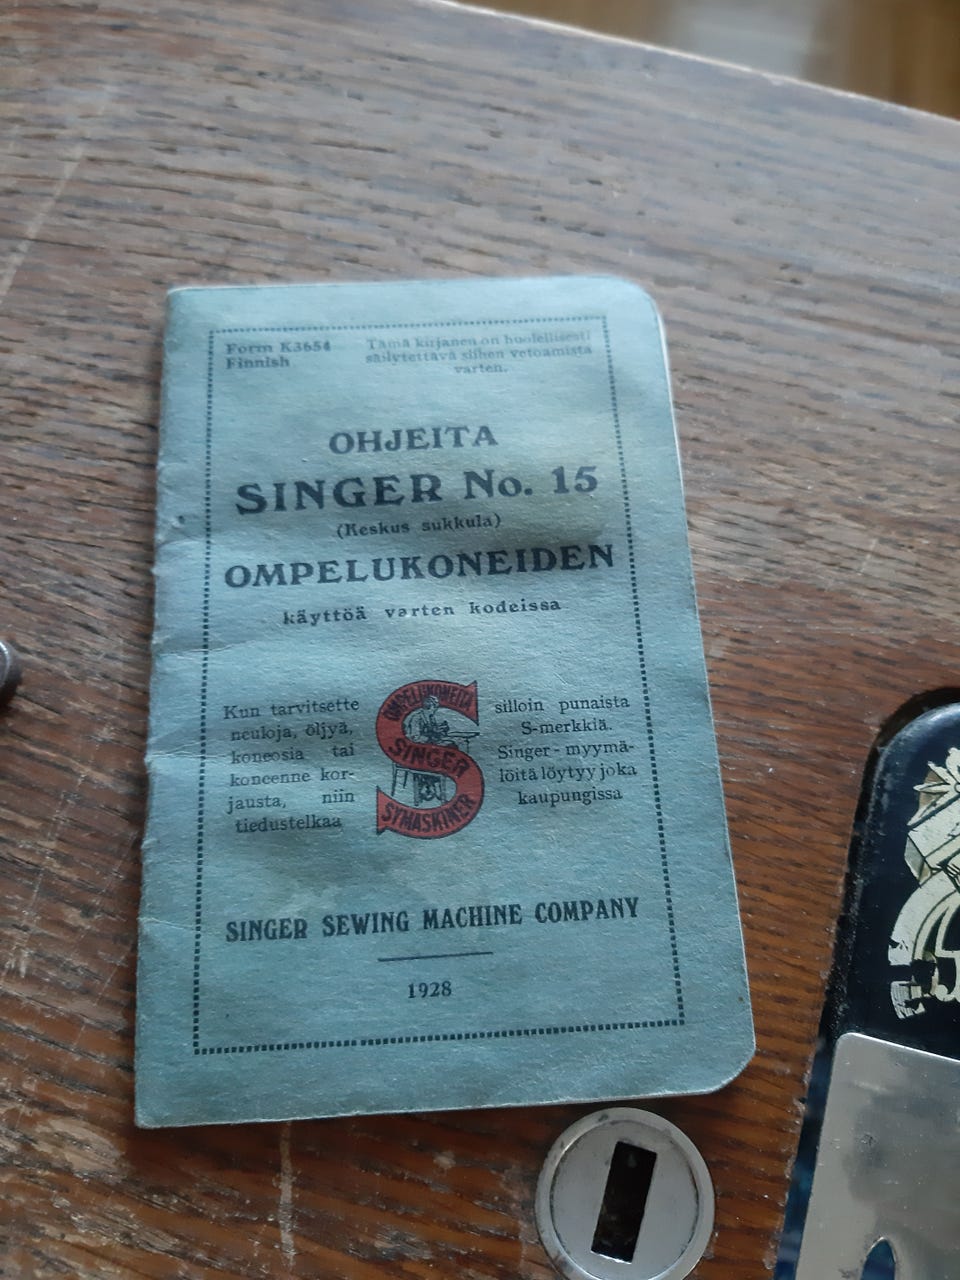 Form K3654
Finnish
Tämä kirjanen on huolellisesti
säilytettävä siihen vetoamista
varten.
OHJEITA
SINGER No. 15
(Keskus sukkula)
OMPELUKONEIDEN
käyttöä varten kodeissa
Kun tarvitsette
neuloja, öljyä,
koneosia tai
koneenne kor-
jausta, niin
tiedustelkaa
OMPELUKONEITA
SINGER
SYMASKINER
silloin punaista
S-merkkiä.
Singer-myymä-
löitä löytyy joka
kaupungissa
SINGER SEWING MACHINE COMPANY
1928